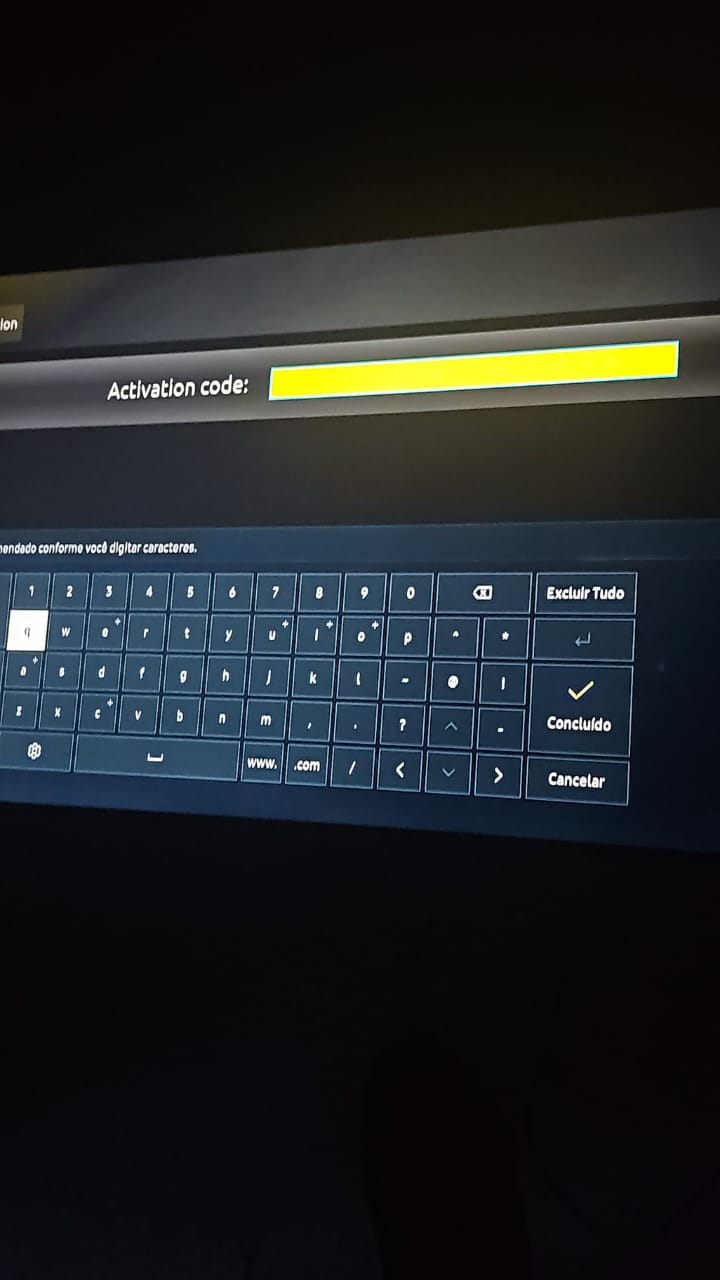 ion
Activation code:
mendado conforme você digitar caracteres.
1 2 3 4 5 6 7 8 9 0 Excluir Tudo
q w e r t y u i o p ^ *
a s d f g h j k l - @ !
z x c v b n m , . ? - Concluído
www. .com / < > Cancelar